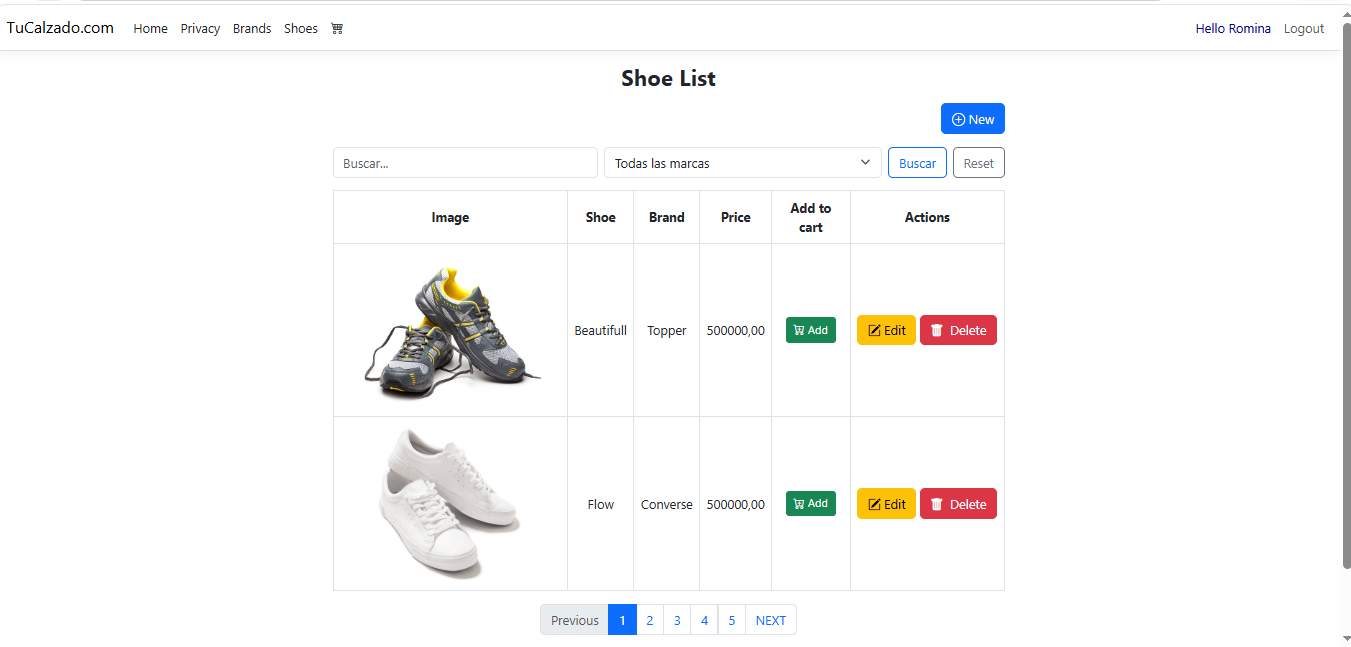 TuCalzado.com Home Privacy Brands Shoes Hello Romina Logout
Shoe List
New
Buscar... Todas las marcas Buscar Reset
Image Shoe Brand Price Add to cart Actions
Beautifull Topper 500000,00 Add Edit Delete
Flow Converse 500000,00 Add Edit Delete
Previous 1 2 3 4 5 NEXT